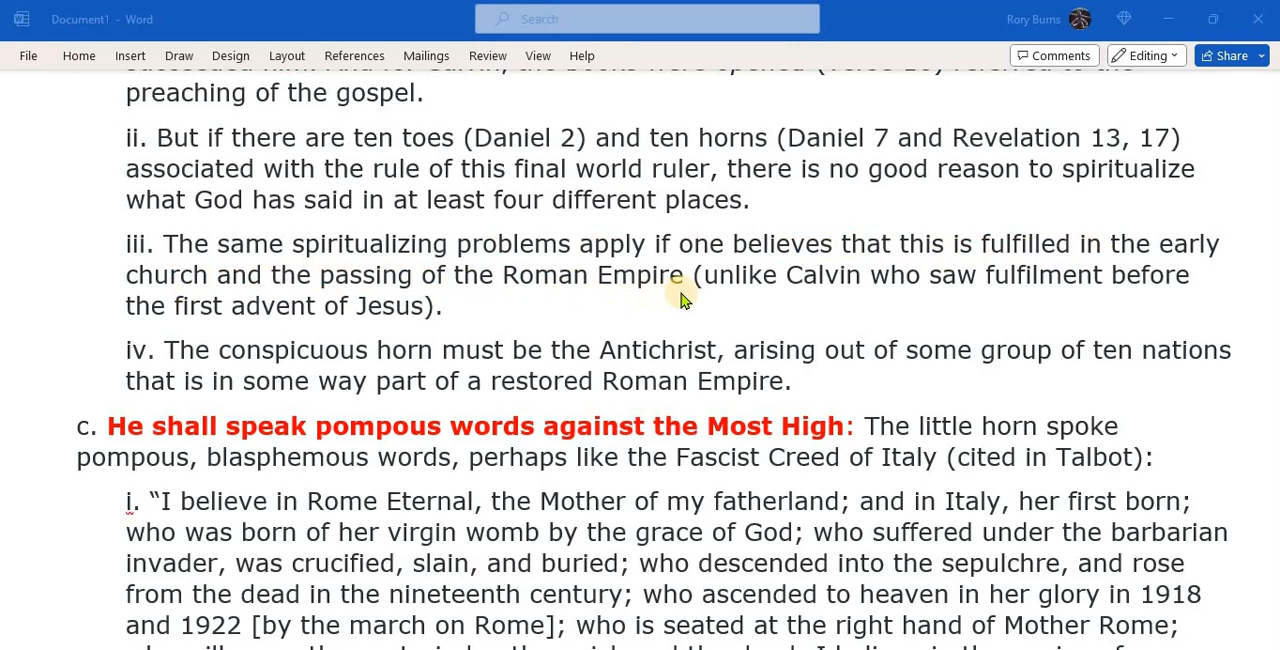 Document1 - Word
Search
Rory Burns
File Home Insert Draw Design Layout References Mailings Review View Help
Comments Editing Share
preaching of the gospel.
ii. But if there are ten toes (Daniel 2) and ten horns (Daniel 7 and Revelation 13, 17)
associated with the rule of this final world ruler, there is no good reason to spiritualize
what God has said in at least four different places.
iii. The same spiritualizing problems apply if one believes that this is fulfilled in the early
church and the passing of the Roman Empire (unlike Calvin who saw fulfilment before
the first advent of Jesus).
iv. The conspicuous horn must be the Antichrist, arising out of some group of ten nations
that is in some way part of a restored Roman Empire.
c. He shall speak pompous words against the Most High: The little horn spoke
pompous, blasphemous words, perhaps like the Fascist Creed of Italy (cited in Talbot):
i. “I believe in Rome Eternal, the Mother of my fatherland; and in Italy, her first born;
who was born of her virgin womb by the grace of God; who suffered under the barbarian
invader, was crucified, slain, and buried; who descended into the sepulchre, and rose
from the dead in the nineteenth century; who ascended to heaven in her glory in 1918
and 1922 [by the march on Rome]; who is seated at the right hand of Mother Rome;